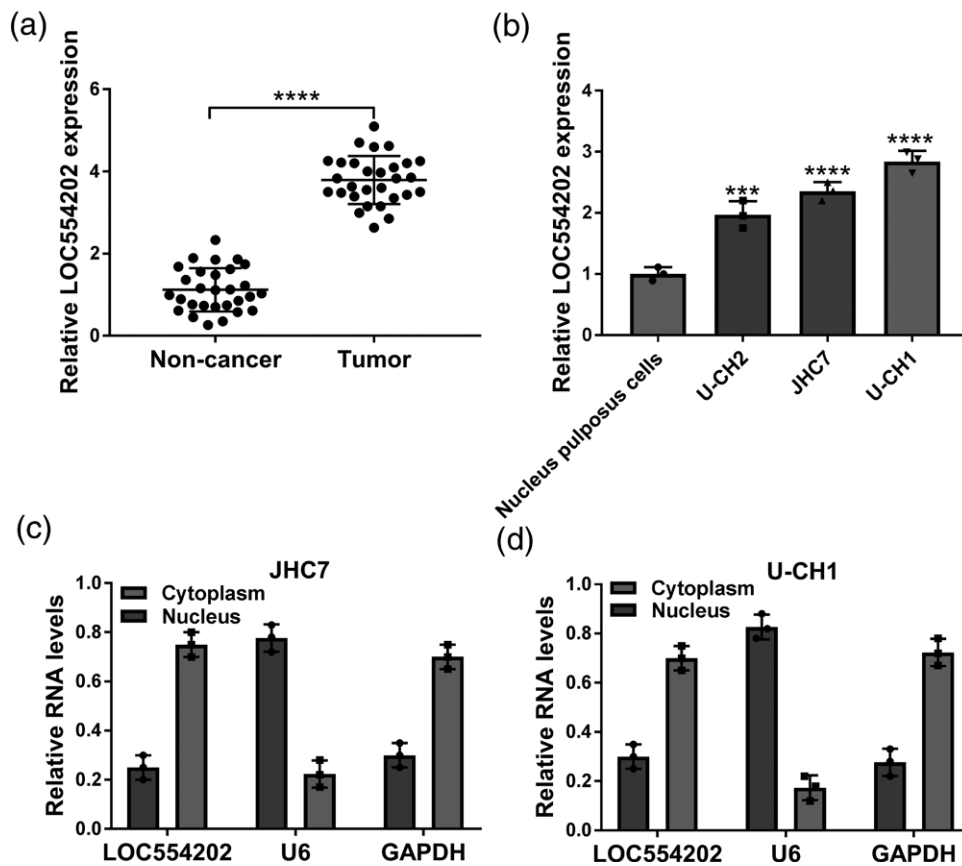 (a)
Relative LOC554202 expression
6
4
2
0
****
Non-cancer
Tumor
(b)
Relative LOC554202 expression
4
3
2
1
0
***
****
****
Nucleus pulposus cells
U-CH2
JHC7
U-CH1
(c)
JHC7
Relative RNA levels
1.0
0.8
0.6
0.4
0.2
0.0
Cytoplasm
Nucleus
LOC554202
U6
GAPDH
(d)
U-CH1
Relative RNA levels
1.0
0.8
0.6
0.4
0.2
0.0
Cytoplasm
Nucleus
LOC554202
U6
GAPDH